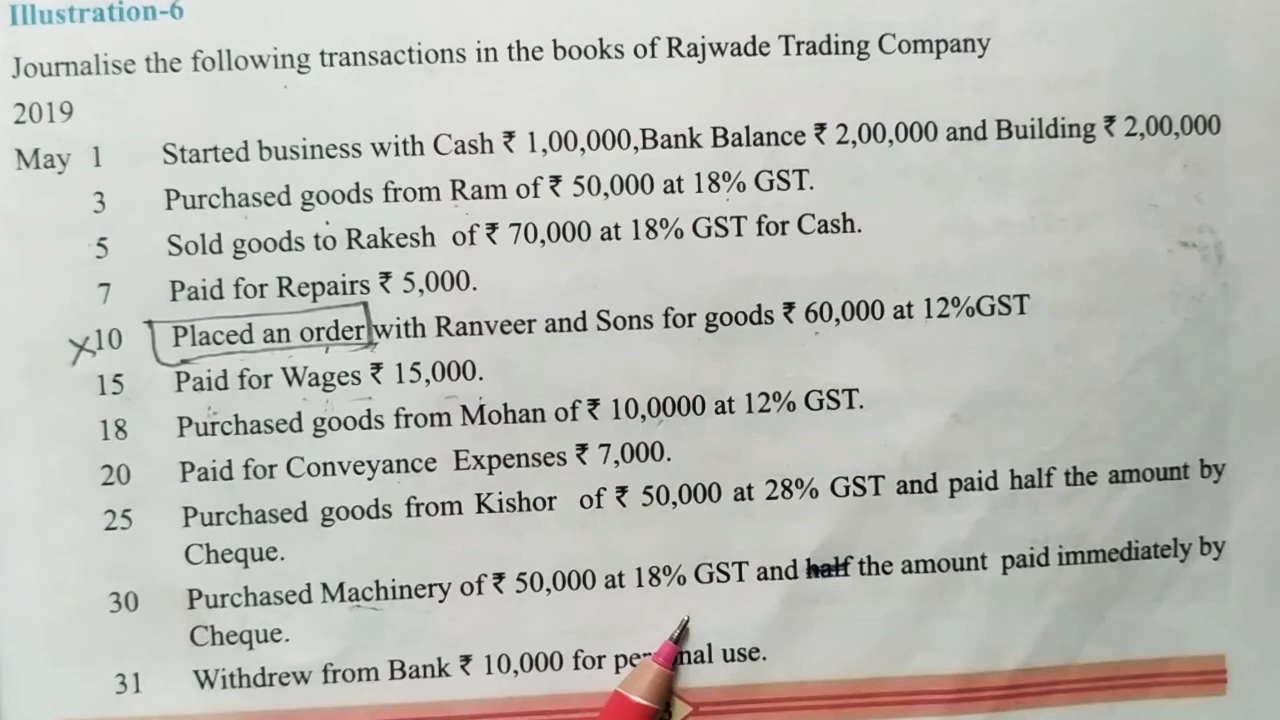 Illustration-6
Journalise the following transactions in the books of Rajwade Trading Company
2019
May 1 Started business with Cash ₹ 1,00,000,Bank Balance ₹ 2,00,000 and Building ₹ 2,00,000
3 Purchased goods from Ram of ₹ 50,000 at 18% GST.
5 Sold goods to Rakesh of ₹ 70,000 at 18% GST for Cash.
7 Paid for Repairs ₹ 5,000.
x10 Placed an order with Ranveer and Sons for goods ₹ 60,000 at 12%GST
15 Paid for Wages ₹ 15,000.
18 Purchased goods from Mohan of ₹ 10,0000 at 12% GST.
20 Paid for Conveyance Expenses ₹ 7,000.
25 Purchased goods from Kishor of ₹ 50,000 at 28% GST and paid half the amount by
Cheque.
30 Purchased Machinery of ₹ 50,000 at 18% GST and half the amount paid immediately by
Cheque.
31 Withdrew from Bank ₹ 10,000 for use.